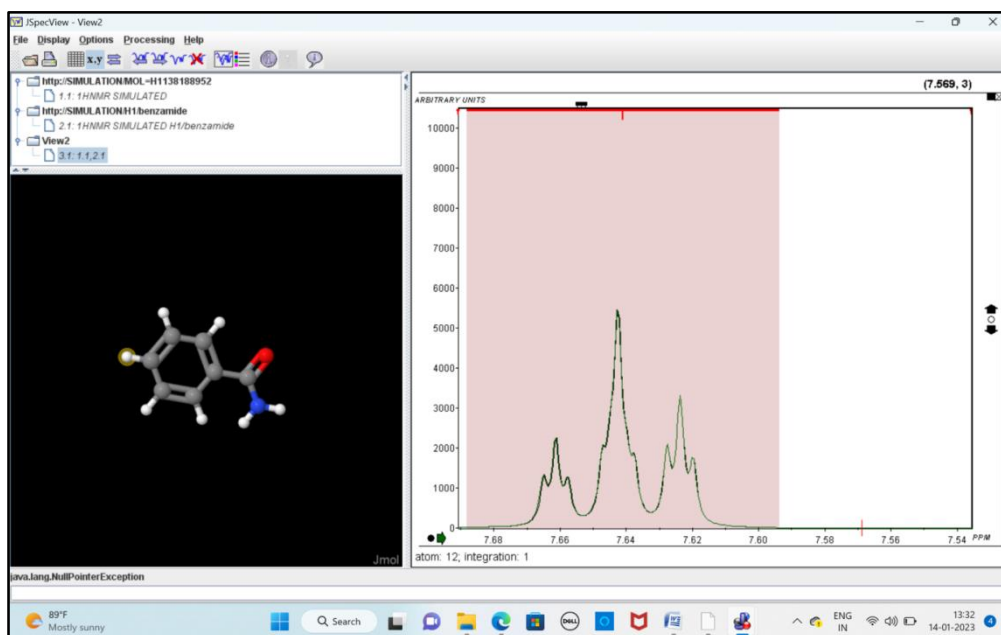 JSpecView - View2
File Display Options Processing Help
x,y
http://SIMULATION/MOL=H1138188952
1.1: 1HNMR SIMULATED
http://SIMULATION/H1/benzamide
2.1: 1HNMR SIMULATED H1/benzamide
View2
3.1: 1.1,2.1
(7.569, 3)
ARBITRARY UNITS
10000
9000
8000
7000
6000
5000
4000
3000
2000
1000
0
7.68 7.66 7.64 7.62 7.60 7.58 7.56 7.54 PPM
Jmol
atom: 12; integration: 1
java.lang.NullPointerException
89°F
Mostly sunny
Search
DELL
ENG
IN
13:32
14-01-2023
4